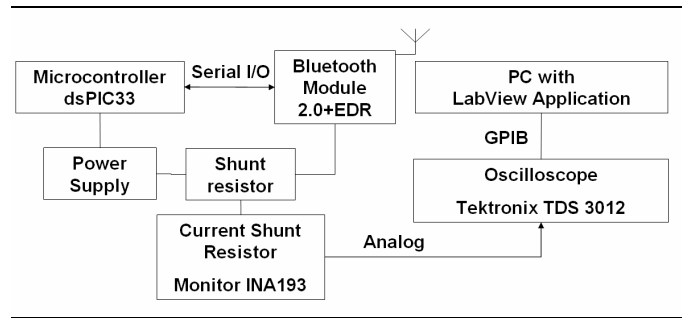 Microcontroller
dsPIC33
Serial I/O
Bluetooth
Module
2.0+EDR
PC with
LabView Application
GPIB
Power
Supply
Shunt
resistor
Oscilloscope
Tektronix TDS 3012
Current Shunt
Resistor
Monitor INA193
Analog